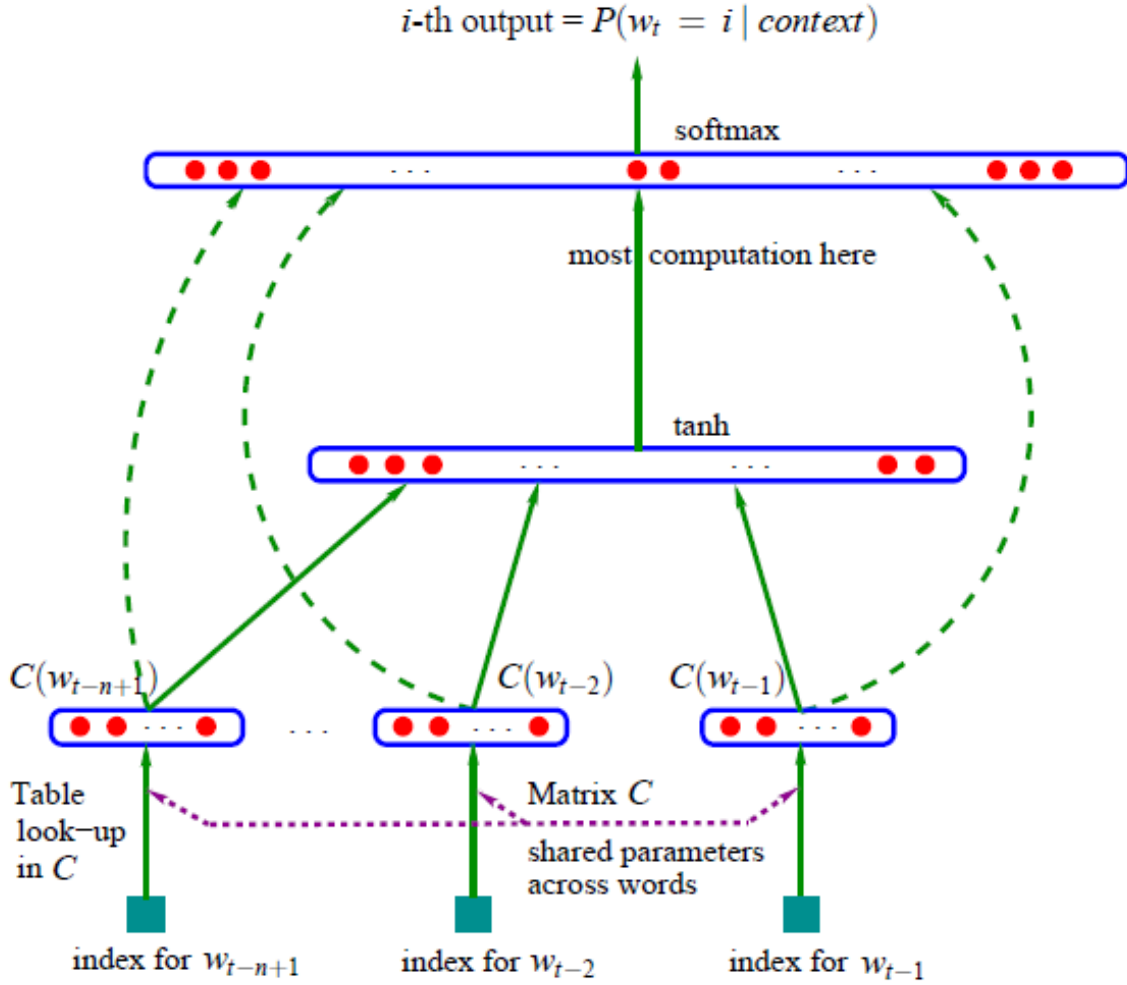 i-th output = P(w_t = i | context)
softmax
. . .
. . .
most computation here
tanh
. . .
. . .
C(w_{t−n+1})
C(w_{t−2})
C(w_{t−1})
. . .
. . .
. . .
. . .
Table
look−up
in C
Matrix C
shared parameters
across words
index for w_{t−n+1}
index for w_{t−2}
index for w_{t−1}